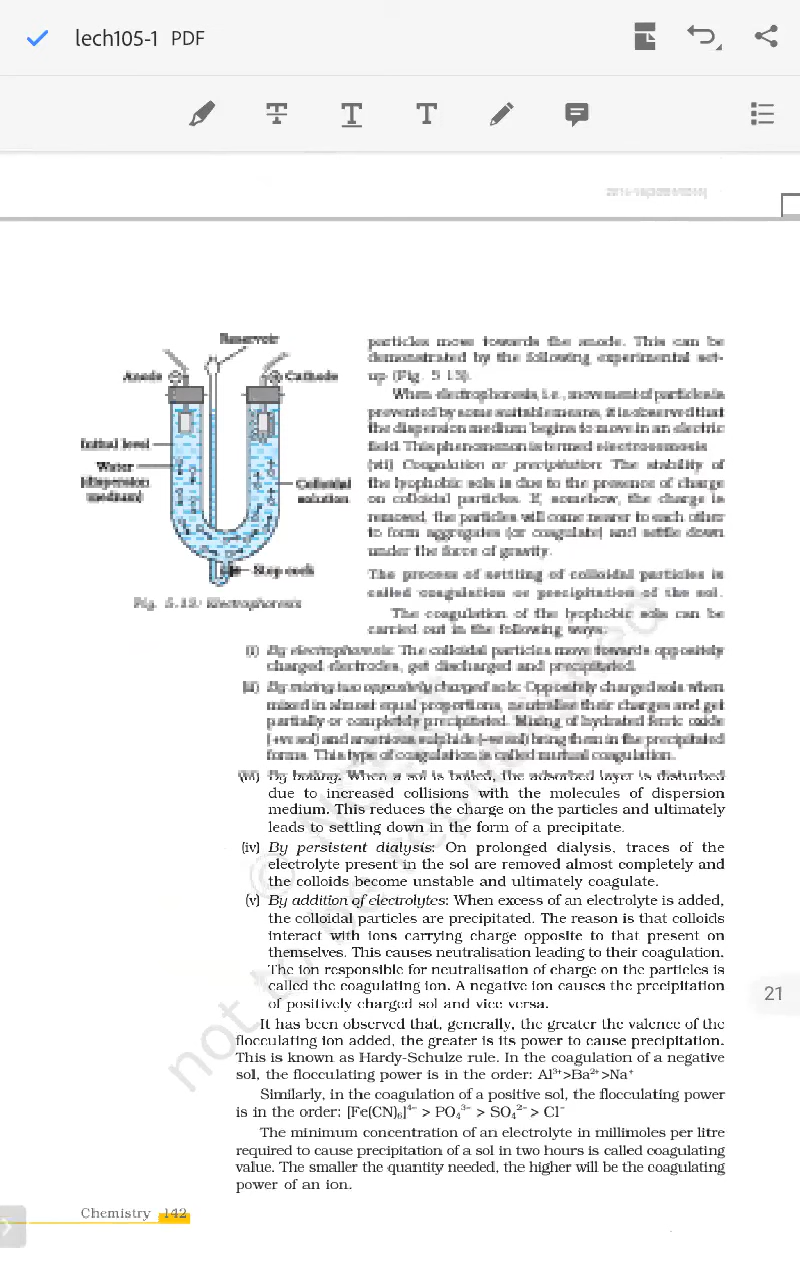 lech105-1 PDF
Reservoir
Anode
Cathode
Initial level
Water
(dispersion
medium)
Colloidal
solution
Stop cock
Fig. 5.13: Electrophoresis
particles move towards the anode. This can be
demonstrated by the following experimental set-
up (Fig. 5.13).
When electrophoresis, i.e., movement of particles is
prevented by some suitable means, it is observed that
the dispersion medium begins to move in an electric
field. This phenomenon is termed electroosmosis
(vii) Coagulation or precipitation: The stability of
the lyophobic sols is due to the presence of charge
on colloidal particles. If, somehow, the charge is
removed, the particles will come nearer to each other
to form aggregates (or coagulate) and settle down
under the force of gravity.
The process of settling of colloidal particles is
called coagulation or precipitation of the sol.
The coagulation of the lyophobic sols can be
carried out in the following ways:
(i) By electrophoresis: The colloidal particles move towards oppositely
charged electrodes, get discharged and precipitated.
(ii) By mixing two oppositely charged sols: Oppositely charged sols when
mixed in almost equal proportions, neutralise their charges and get
partially or completely precipitated. Mixing of hydrated ferric oxide
(+ve sol) and arsenious sulphide (–ve sol) bring them in the precipitated
forms. This type of coagulation is called mutual coagulation.
(iii) By boiling: When a sol is boiled, the adsorbed layer is disturbed
due to increased collisions with the molecules of dispersion
medium. This reduces the charge on the particles and ultimately
leads to settling down in the form of a precipitate.
(iv) By persistent dialysis: On prolonged dialysis, traces of the
electrolyte present in the sol are removed almost completely and
the colloids become unstable and ultimately coagulate.
(v) By addition of electrolytes: When excess of an electrolyte is added,
the colloidal particles are precipitated. The reason is that colloids
interact with ions carrying charge opposite to that present on
themselves. This causes neutralisation leading to their coagulation.
The ion responsible for neutralisation of charge on the particles is
called the coagulating ion. A negative ion causes the precipitation
of positively charged sol and vice versa.
It has been observed that, generally, the greater the valence of the
flocculating ion added, the greater is its power to cause precipitation.
This is known as Hardy-Schulze rule. In the coagulation of a negative
sol, the flocculating power is in the order: Al³⁺>Ba²⁺>Na⁺
Similarly, in the coagulation of a positive sol, the flocculating power
is in the order: [Fe(CN)₆]⁴⁻ > PO₄³⁻ > SO₄²⁻ > Cl⁻
The minimum concentration of an electrolyte in millimoles per litre
required to cause precipitation of a sol in two hours is called coagulating
value. The smaller the quantity needed, the higher will be the coagulating
power of an ion.
21
Chemistry 142